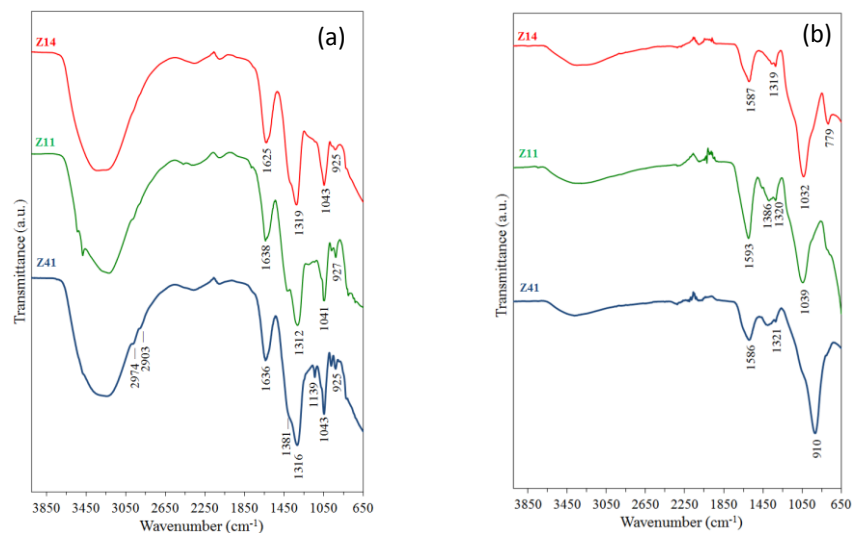 (a)
Z14
1625
1319
1043
925
Z11
1638
1312
1041
927
Z41
2974
2903
1636
1381
1316
1139
1043
925
Transmittance (a.u.)
3850 3450 3050 2650 2250 1850 1450 1050 650
Wavenumber (cm⁻¹)
(b)
Z14
1587
1319
1032
779
Z11
1593
1386
1320
1039
Z41
1586
1321
910
Transmittance (a.u.)
3850 3450 3050 2650 2250 1850 1450 1050 650
Wavenumber (cm⁻¹)